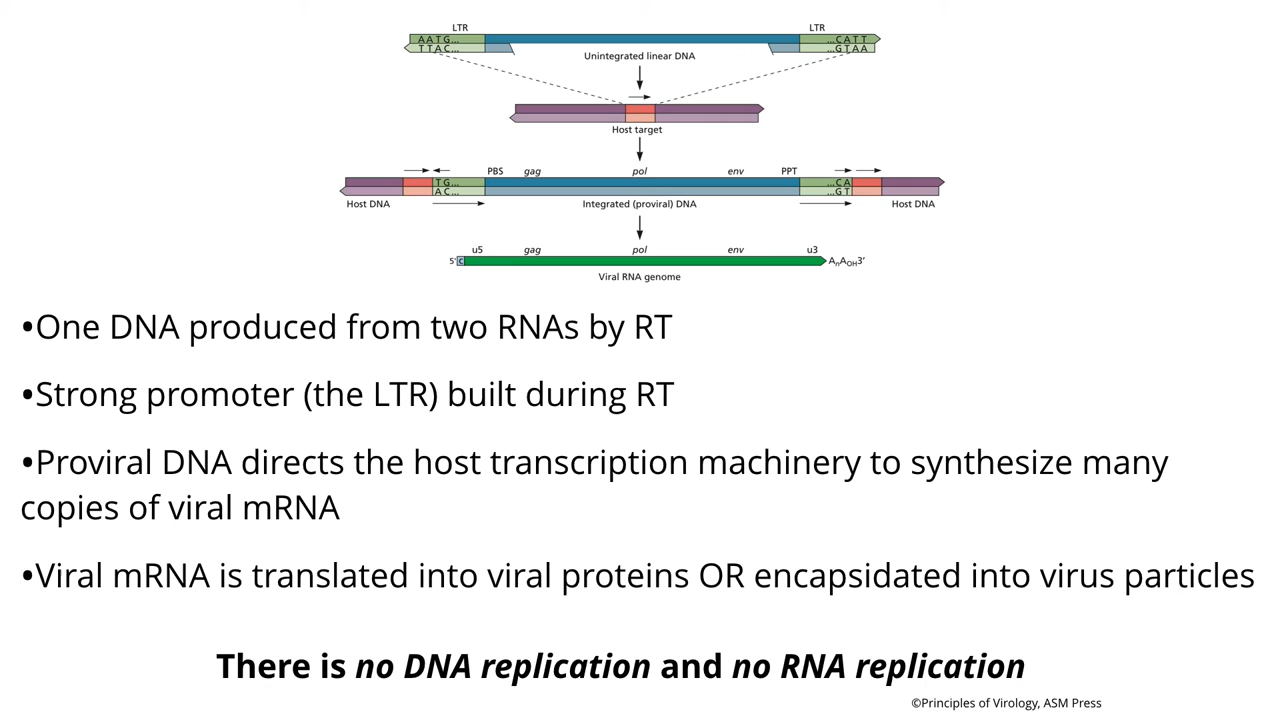 LTR LTR
AATG... ...CATT
TTAC... ...GTAA
Unintegrated linear DNA
Host target
PBS gag pol env PPT
TG... ...CA
AC... ...GT
Host DNA Integrated (proviral) DNA Host DNA
u5 gag pol env u3
5' C AnAOH3'
Viral RNA genome
•One DNA produced from two RNAs by RT
•Strong promoter (the LTR) built during RT
•Proviral DNA directs the host transcription machinery to synthesize many
copies of viral mRNA
•Viral mRNA is translated into viral proteins OR encapsidated into virus particles
There is no DNA replication and no RNA replication
©Principles of Virology, ASM Press